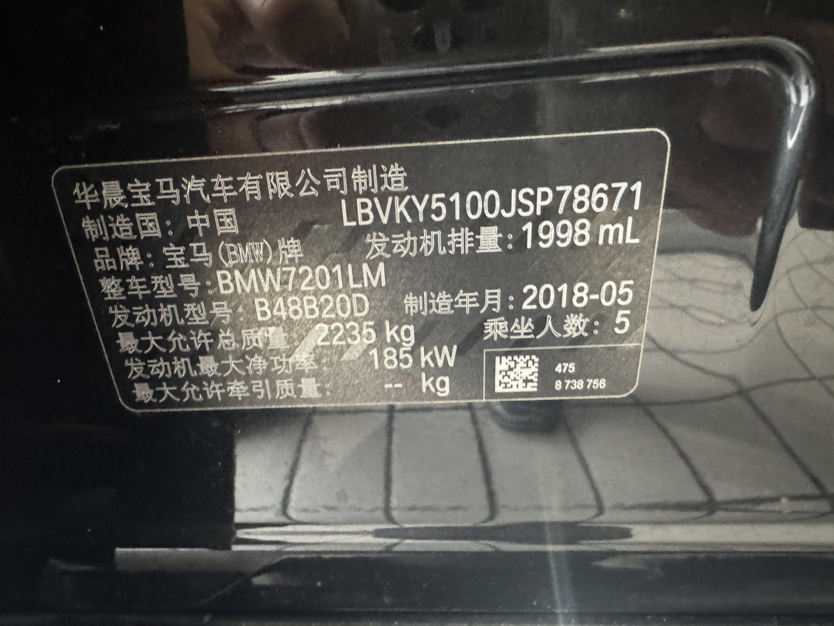 华晨宝马汽车有限公司制造
制造国: 中国 LBVKY5100JSP78671
品牌: 宝马(BMW)牌 发动机排量: 1998 mL
整车型号: BMW7201LM
发动机型号: B48B20D 制造年月: 2018-05
最大允许总质量: 2235 kg 乘坐人数: 5
发动机最大净功率: 185 kW
最大允许牵引质量: -- kg
475
8 738 756